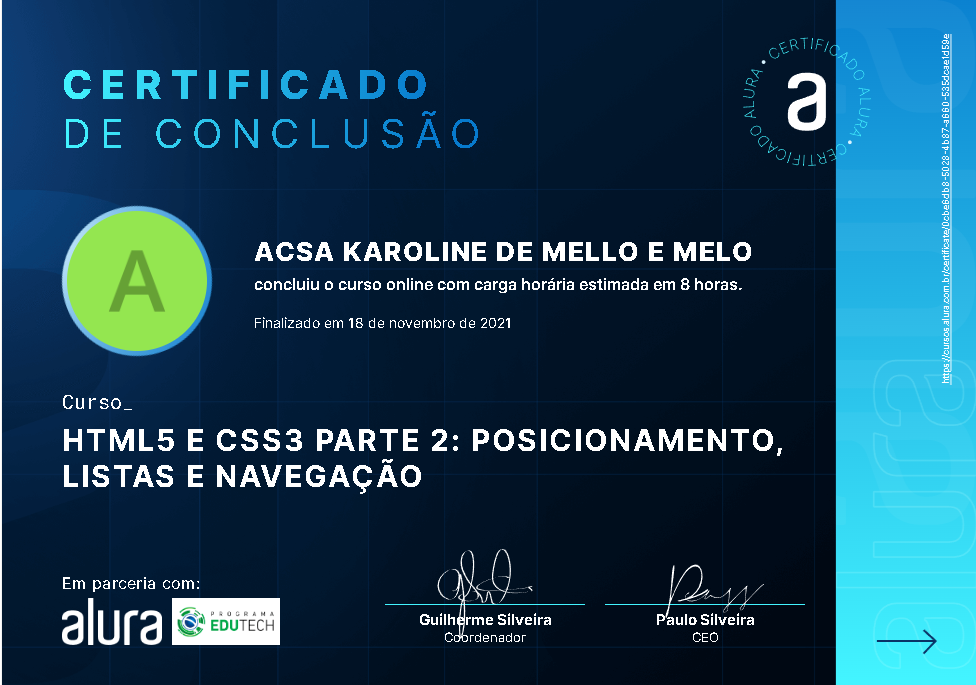 CERTIFICADO
DE CONCLUSÃO
CERTIFICADO ALURA • CERTIFICADO ALURA •
a
A
ACSA KAROLINE DE MELLO E MELO
concluiu o curso online com carga horária estimada em 8 horas.
Finalizado em 18 de novembro de 2021
Curso_
HTML5 E CSS3 PARTE 2: POSICIONAMENTO,
LISTAS E NAVEGAÇÃO
Em parceria com:
alura
PROGRAMA
EDUTECH
Guilherme Silveira
Coordenador
Paulo Silveira
CEO
alura